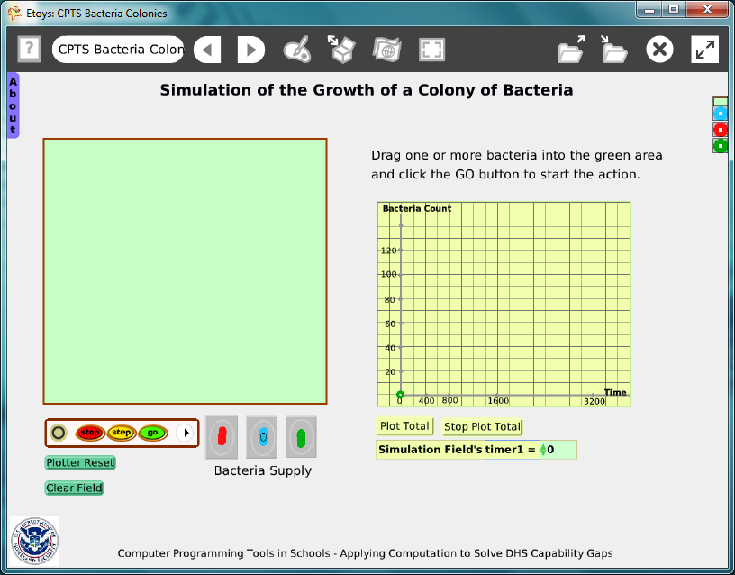 Etoys: CPTS Bacteria Colonies
? CPTS Bacteria Colon
About
Simulation of the Growth of a Colony of Bacteria
Drag one or more bacteria into the green area
and click the GO button to start the action.
Bacteria Count
120
100
80
60
40
20
Time
0 400 800 1600 3200
stop step go
Plot Total Stop Plot Total
Simulation Field's timer1 = 0
Plotter Reset
Bacteria Supply
Clear Field
Computer Programming Tools in Schools - Applying Computation to Solve DHS Capability Gaps